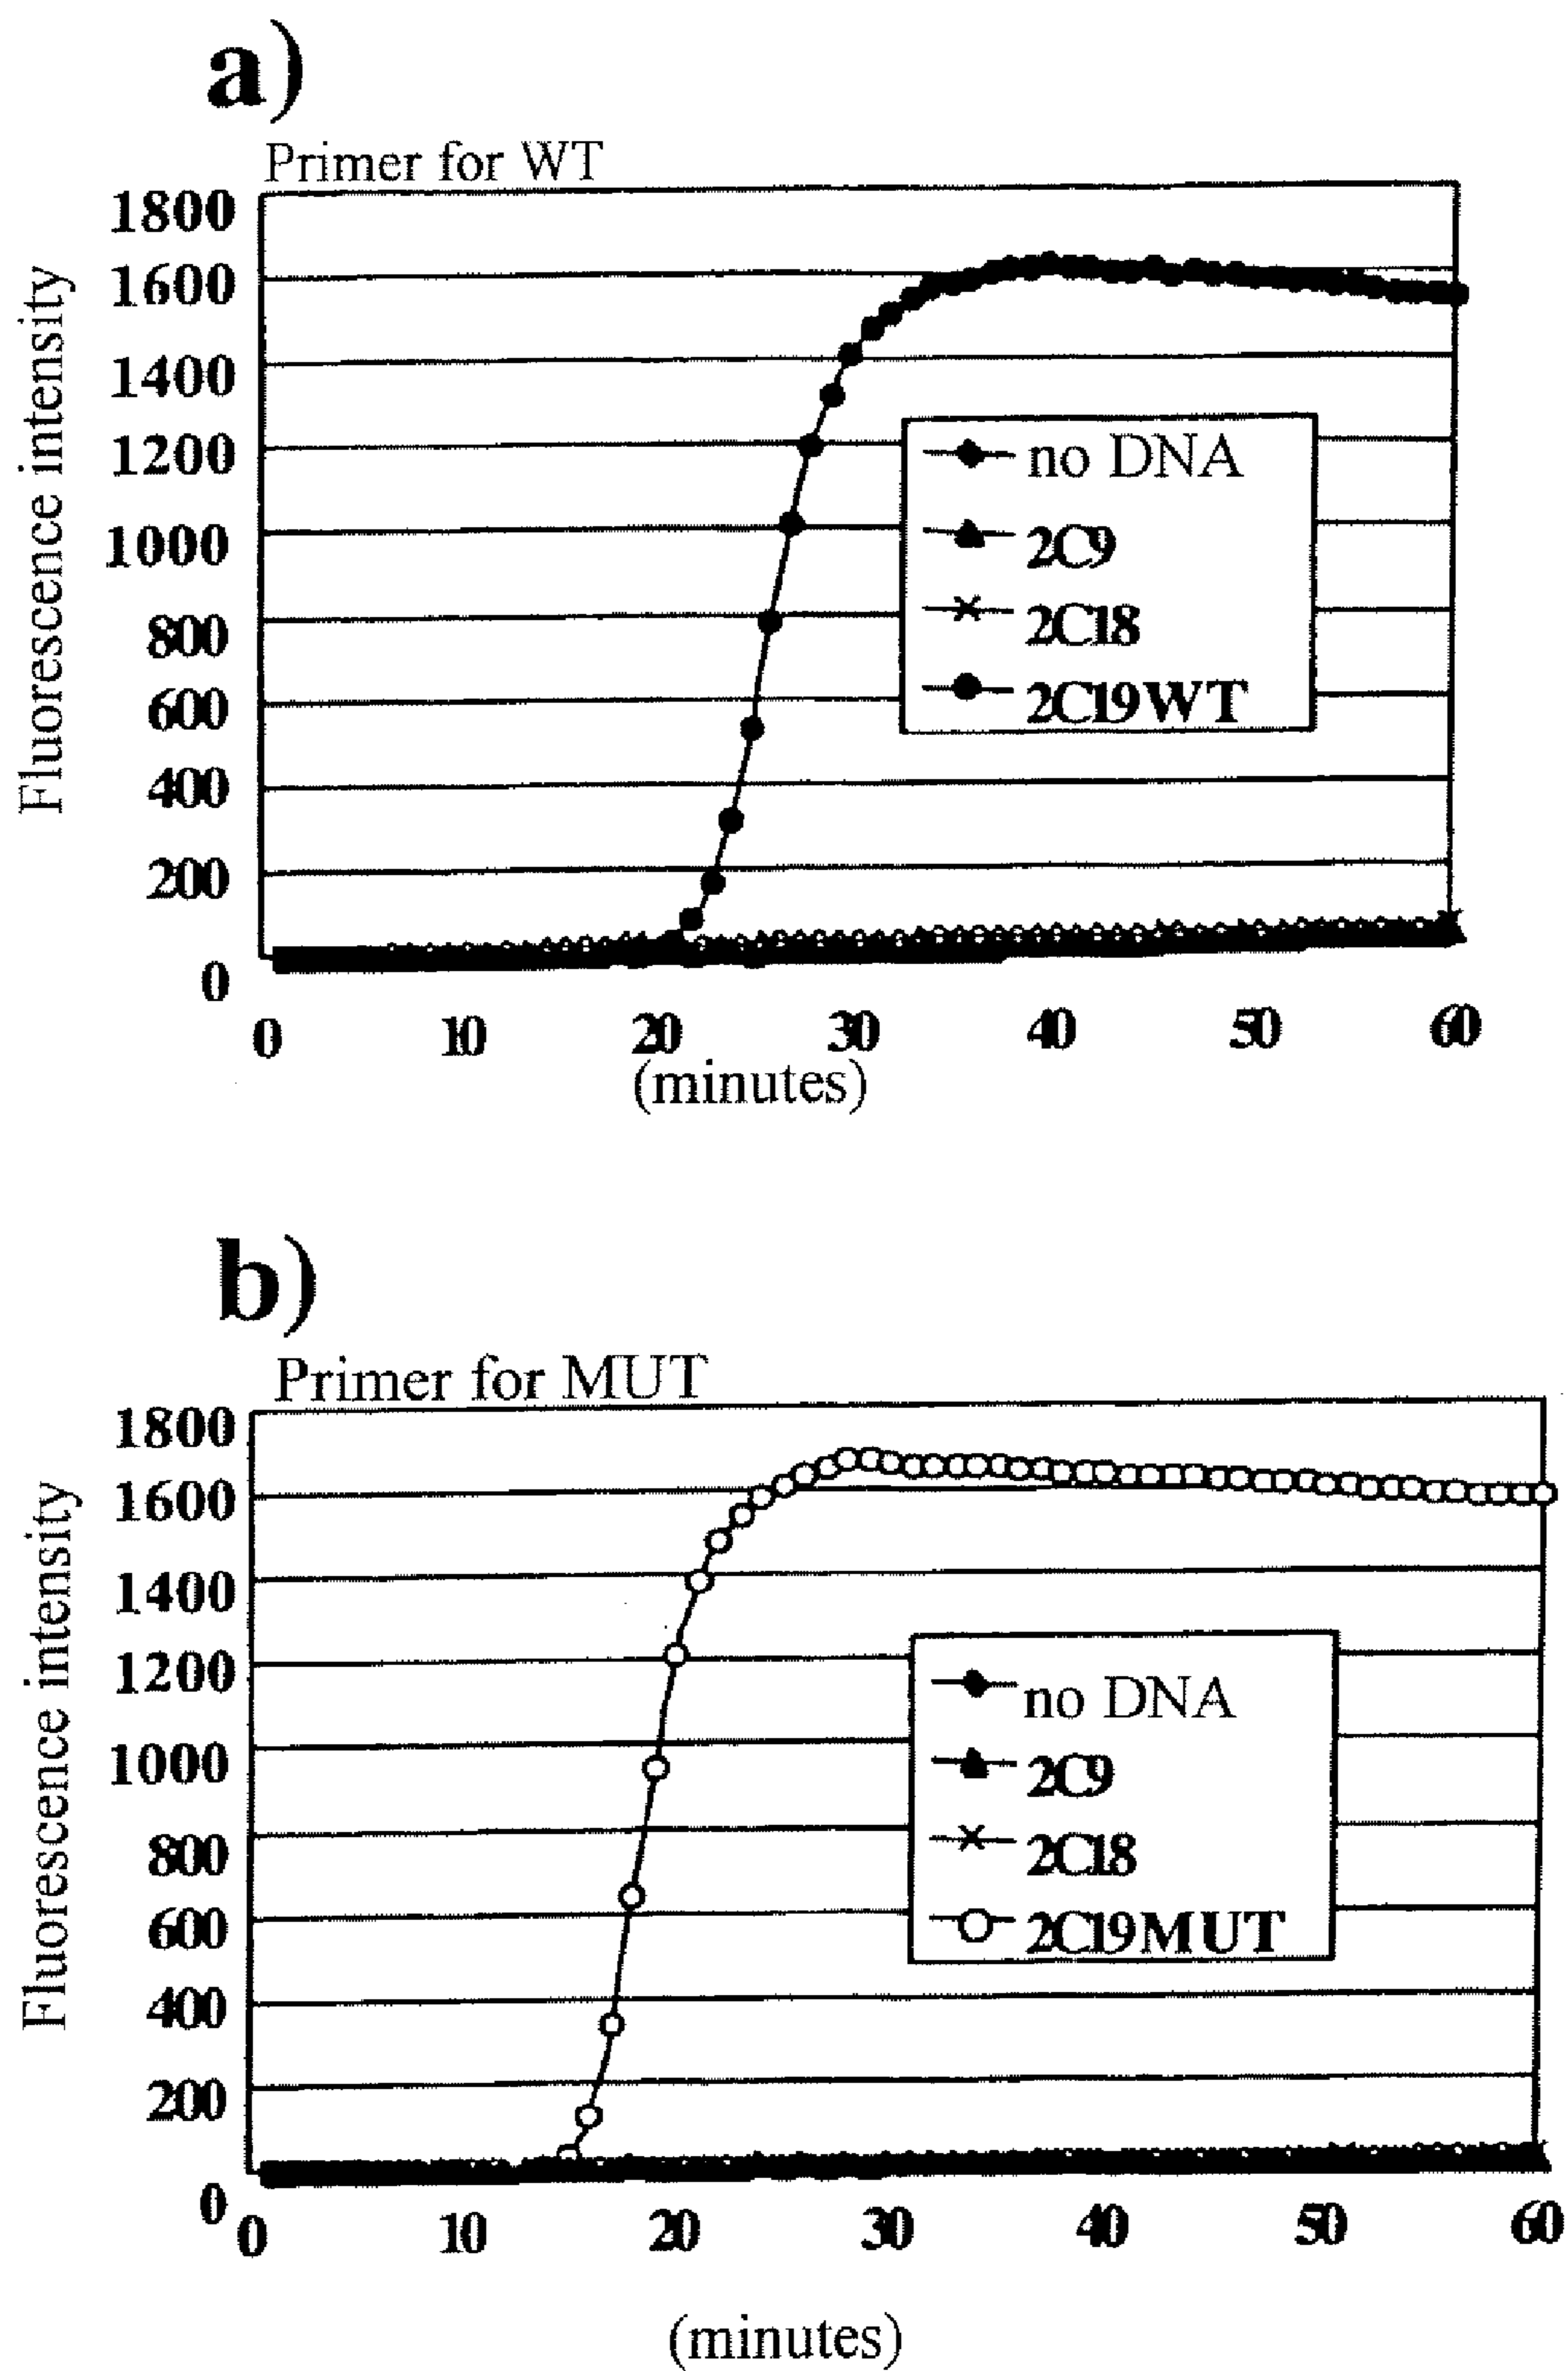 a)
Primer for WT
1800
1600
1400
1200
1000
800
600
400
200
0
Fluorescence intensity
no DNA
2C9
2C18
2C19WT
0 10 20 30 40 50 60
(minutes)
b)
Primer for MUT
1800
1600
1400
1200
1000
800
600
400
200
0
Fluorescence intensity
no DNA
2C9
2C18
2C19MUT
0 10 20 30 40 50 60
(minutes)